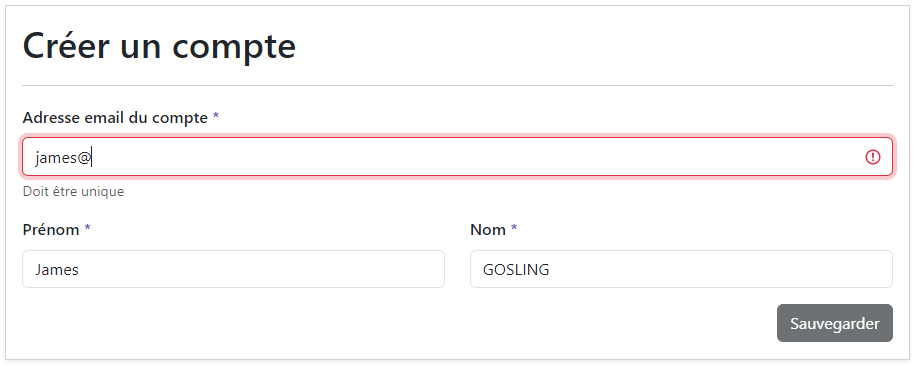 Créer un compte
Adresse email du compte *
james@
Doit être unique
Prénom * Nom *
James GOSLING
Sauvegarder